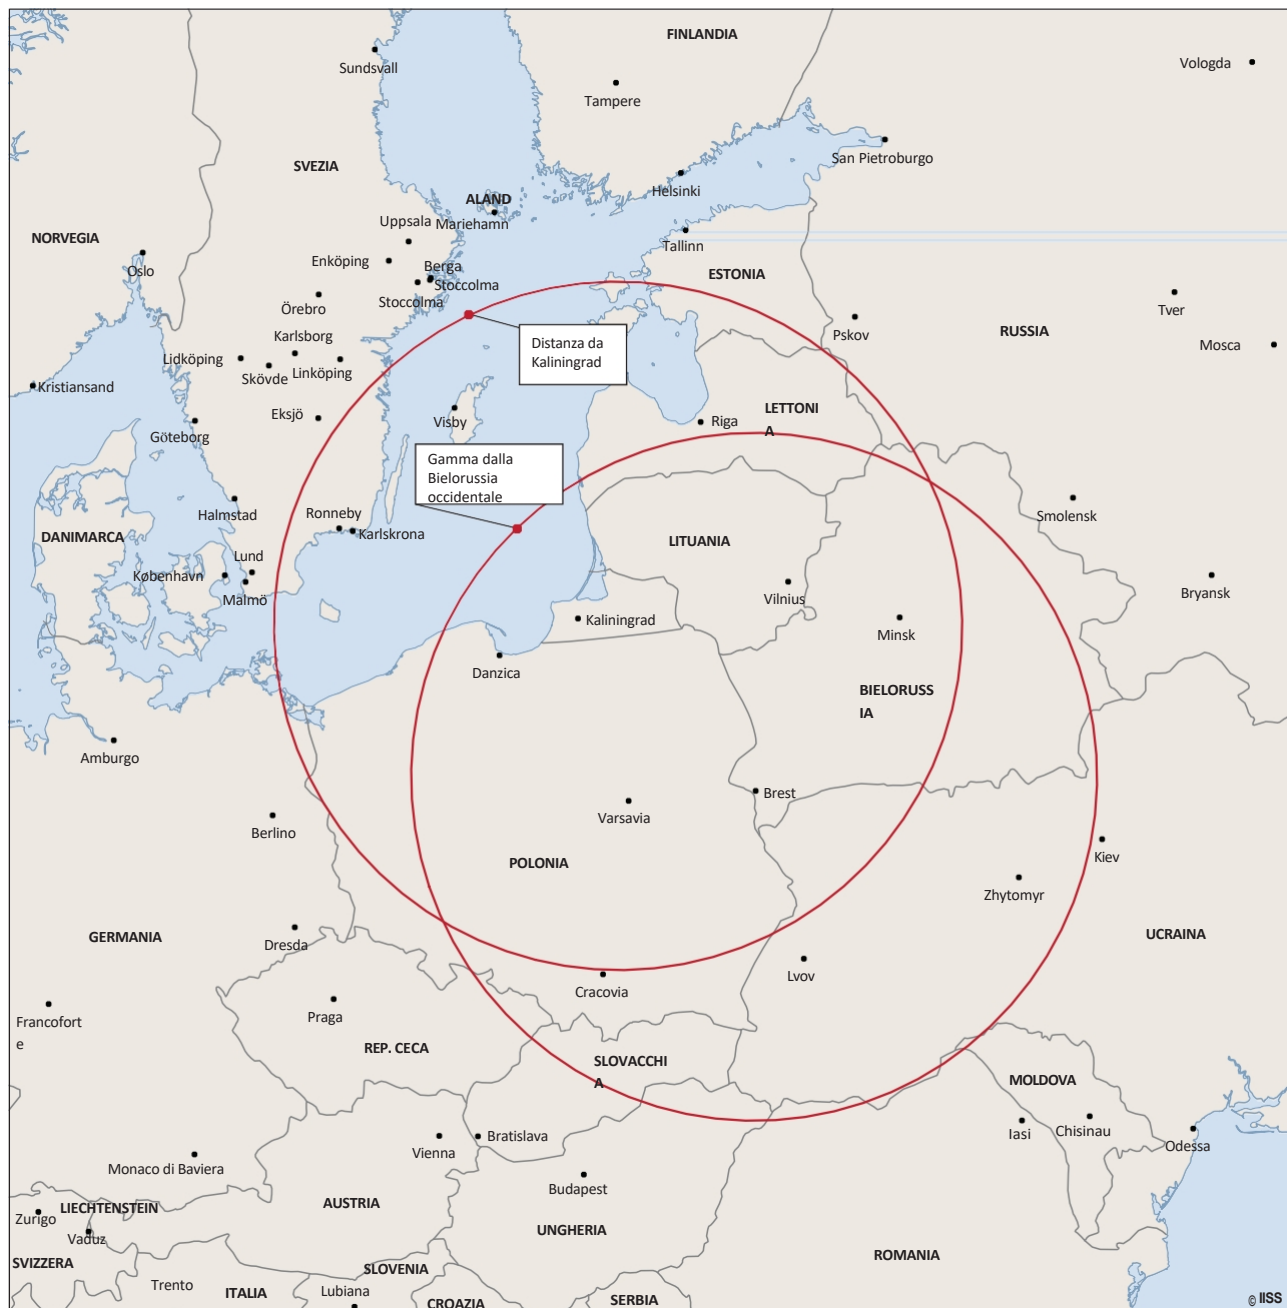 FINLANDIA
Vologda
Sundsvall
Tampere
San Pietroburgo
SVEZIA
Helsinki
ALAND
Uppsala
Mariehamn
NORVEGIA
Tallinn
Oslo
Enköping
Berga
Stoccolma
ESTONIA
Stoccolma
Örebro
Tver
Karlsborg
Distanza da
Kaliningrad
Pskov
RUSSIA
Mosca
Lidköping
Skövde
Linköping
Kristiansand
Eksjö
Visby
LETTONI
A
Riga
Göteborg
Gamma dalla
Bielorussia
occidentale
Halmstad
Ronneby
Karlskrona
Smolensk
DANIMARCA
LITUANIA
Lund
København
Malmö
Vilnius
Bryansk
Kaliningrad
Minsk
Danzica
BIELORUSS
IA
Amburgo
Brest
Varsavia
Berlino
POLONIA
Kiev
Zhytomyr
GERMANIA
Dresda
UCRAINA
Lvov
Cracovia
Praga
Francofort
e
REP. CECA
SLOVACCHI
A
MOLDOVA
Iasi
Chisinau
Bratislava
Vienna
Odessa
Monaco di Baviera
Budapest
AUSTRIA
LIECHTENSTEIN
Zurigo
Vaduz
UNGHERIA
SVIZZERA
ROMANIA
SLOVENIA
Trento
ITALIA
Lubiana
CROAZIA
SERBIA
© IISS